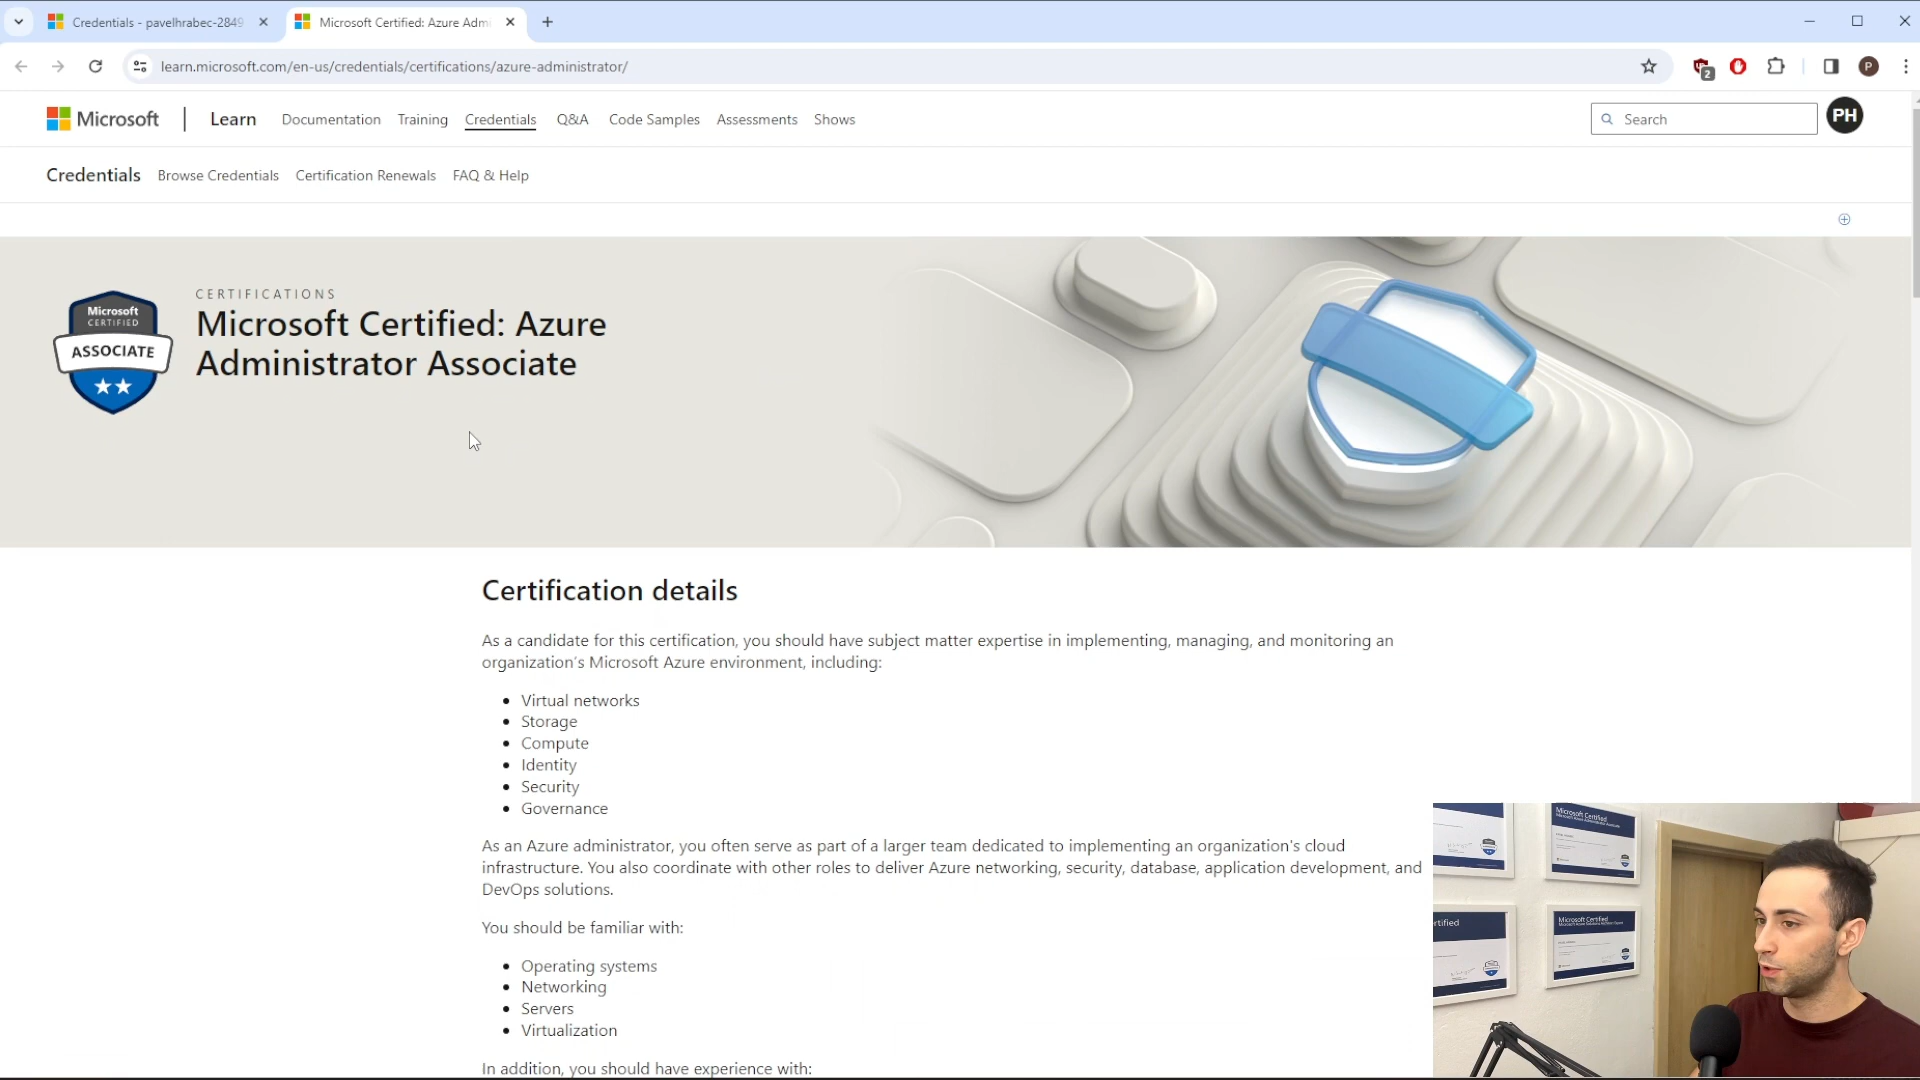 Credentials - pavelhrabec-2849
Microsoft Certified: Azure Adm
learn.microsoft.com/en-us/credentials/certifications/azure-administrator/
2
P
Microsoft
Learn
Documentation
Training
Credentials
Q&A
Code Samples
Assessments
Shows
Search
PH
Credentials
Browse Credentials
Certification Renewals
FAQ & Help
Microsoft
CERTIFIED
ASSOCIATE
CERTIFICATIONS
Microsoft Certified: Azure
Administrator Associate
Certification details
As a candidate for this certification, you should have subject matter expertise in implementing, managing, and monitoring an
organization's Microsoft Azure environment, including:
• Virtual networks
• Storage
• Compute
• Identity
• Security
• Governance
As an Azure administrator, you often serve as part of a larger team dedicated to implementing an organization's cloud
infrastructure. You also coordinate with other roles to deliver Azure networking, security, database, application development, and
DevOps solutions.
You should be familiar with:
• Operating systems
• Networking
• Servers
• Virtualization
In addition, you should have experience with:
Microsoft Certified
Microsoft Certified